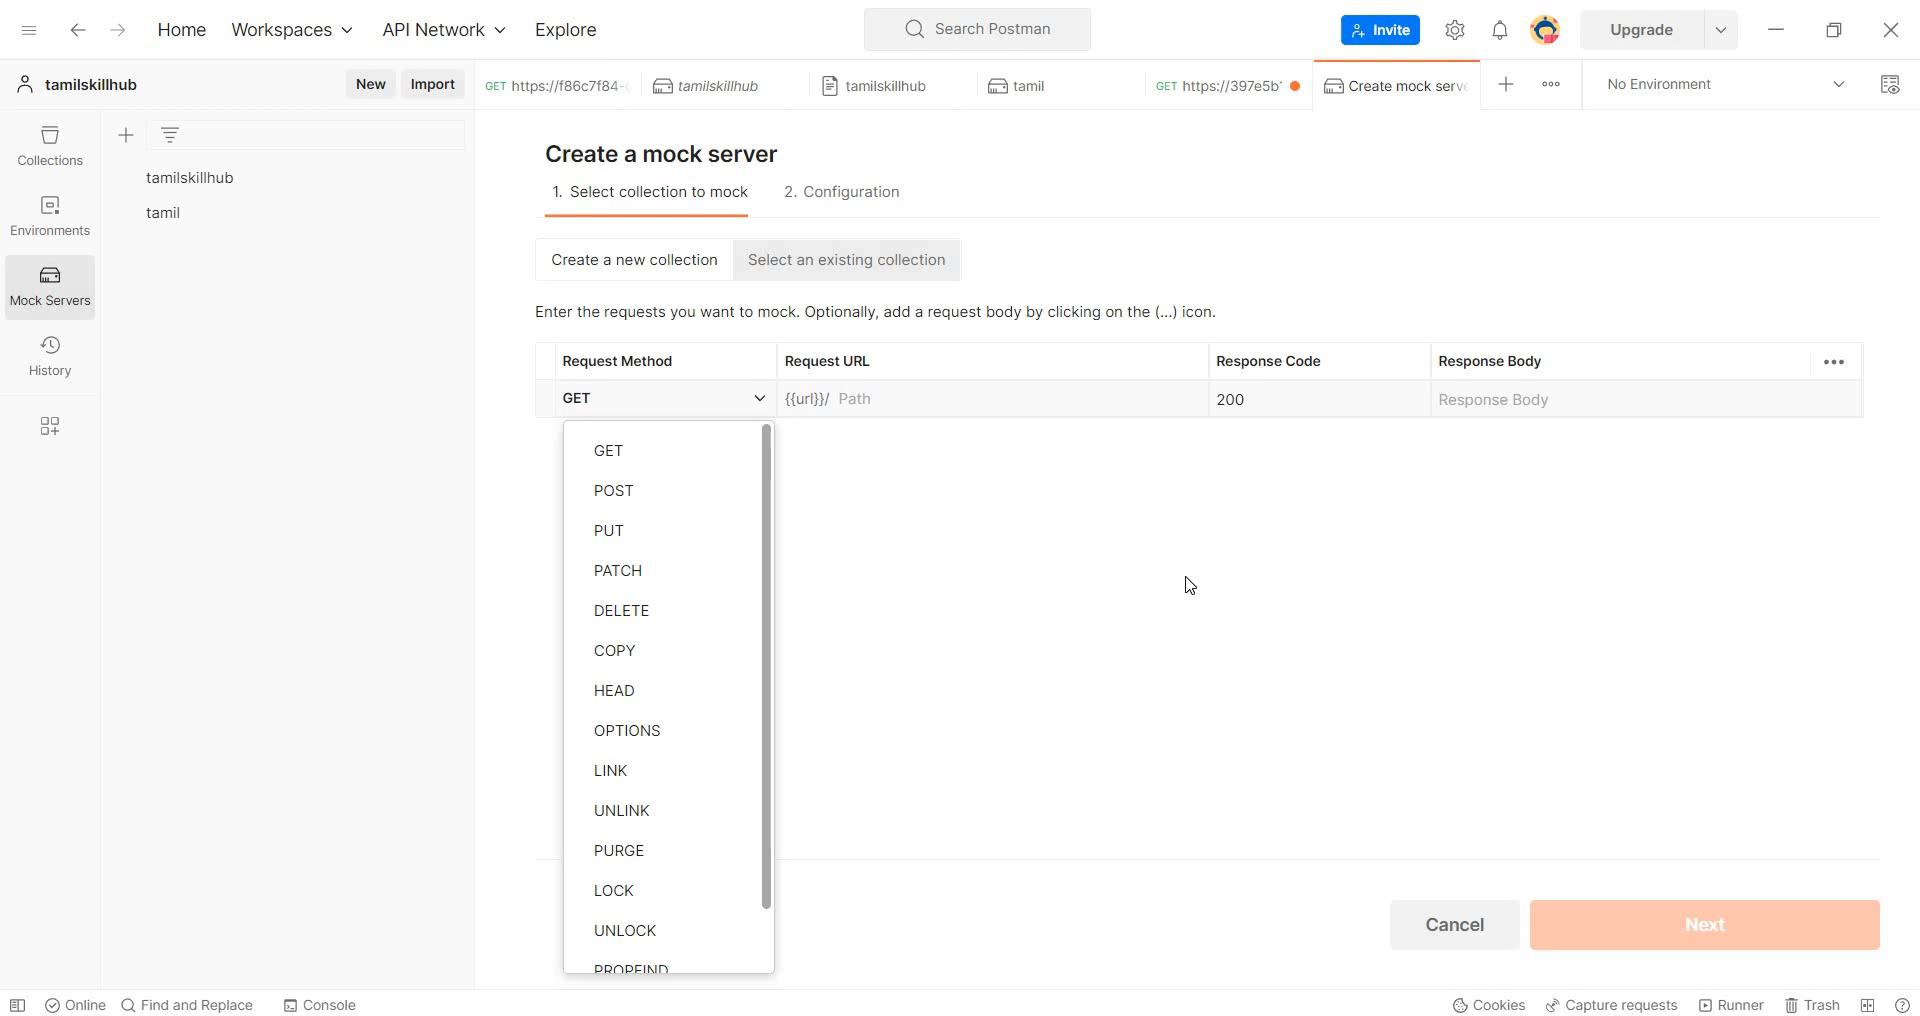 Home Workspaces API Network Explore Search Postman Invite Upgrade
tamilskillhub New Import GET https://f86c7f84- tamilskillhub tamilskillhub tamil GET https://397e5b1 Create mock serve No Environment
Collections
Environments
Mock Servers
History
tamilskillhub
tamil
Create a mock server
1. Select collection to mock 2. Configuration
Create a new collection Select an existing collection
Enter the requests you want to mock. Optionally, add a request body by clicking on the (...) icon.
Request Method Request URL Response Code Response Body
GET {{url}}/ Path 200 Response Body
GET
POST
PUT
PATCH
DELETE
COPY
HEAD
OPTIONS
LINK
UNLINK
PURGE
LOCK
UNLOCK
PROPFIND
Cancel Next
Online Find and Replace Console Cookies Capture requests Runner Trash